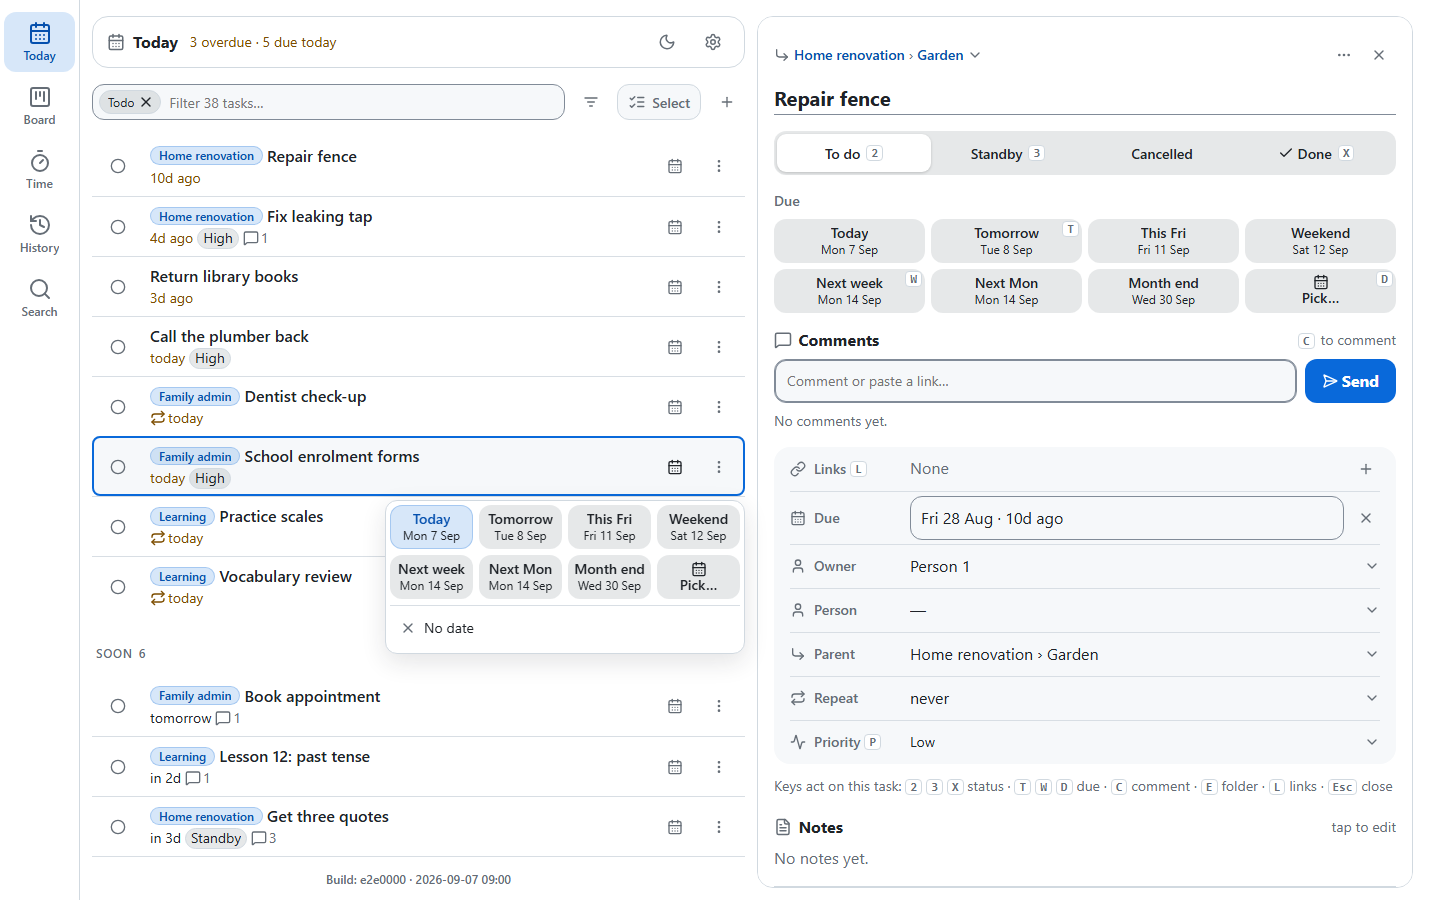 Today
Board
Time
History
Search
Today 3 overdue · 5 due today
Todo Filter 38 tasks...
Select
Home renovation Repair fence
10d ago
Home renovation Fix leaking tap
4d ago High 1
Return library books
3d ago
Call the plumber back
today High
Family admin Dentist check-up
today
Family admin School enrolment forms
today High
Learning Practice scales
today
Learning Vocabulary review
today
Today
Mon 7 Sep
Tomorrow
Tue 8 Sep
This Fri
Fri 11 Sep
Weekend
Sat 12 Sep
Next week
Mon 14 Sep
Next Mon
Mon 14 Sep
Month end
Wed 30 Sep
Pick...
No date
SOON 6
Family admin Book appointment
tomorrow 1
Learning Lesson 12: past tense
in 2d 1
Home renovation Get three quotes
in 3d Standby 3
Build: e2e0000 · 2026-09-07 09:00
Home renovation › Garden
Repair fence
To do 2
Standby 3
Cancelled
Done X
Due
Today
Mon 7 Sep
Tomorrow T
Tue 8 Sep
This Fri
Fri 11 Sep
Weekend
Sat 12 Sep
Next week W
Mon 14 Sep
Next Mon
Mon 14 Sep
Month end
Wed 30 Sep
Pick... D
Comments C to comment
Comment or paste a link...
Send
No comments yet.
Links L None
Due Fri 28 Aug · 10d ago
Owner Person 1
Person —
Parent Home renovation › Garden
Repeat never
Priority P Low
Keys act on this task: 2 3 X status · T W D due · C comment · E folder · L links · Esc close
Notes tap to edit
No notes yet.